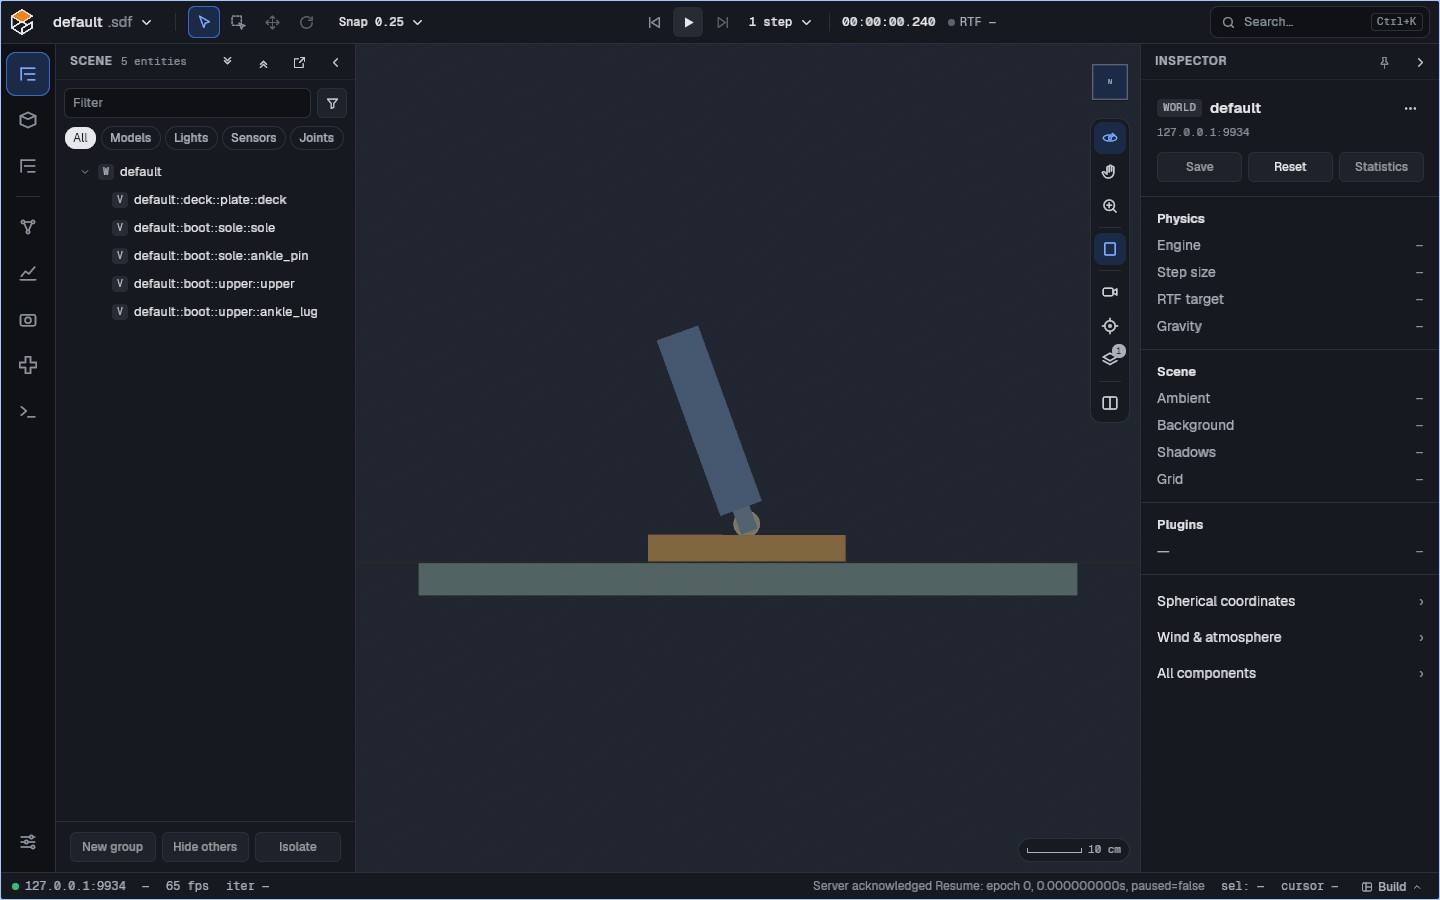 default .sdf
Snap 0.25
1 step
00:00:00.240
RTF –
Search...
Ctrl+K
SCENE 5 entities
Filter
All
Models
Lights
Sensors
Joints
W default
V default::deck::plate::deck
V default::boot::sole::sole
V default::boot::sole::ankle_pin
V default::boot::upper::upper
V default::boot::upper::ankle_lug
New group
Hide others
Isolate
N
1
10 cm
INSPECTOR
WORLD default
127.0.0.1:9934
Save
Reset
Statistics
Physics
Engine –
Step size –
RTF target –
Gravity –
Scene
Ambient –
Background –
Shadows –
Grid –
Plugins
— –
Spherical coordinates
Wind & atmosphere
All components
127.0.0.1:9934 – 65 fps iter –
Server acknowledged Resume: epoch 0, 0.000000000s, paused=false
sel: –
cursor –
Build